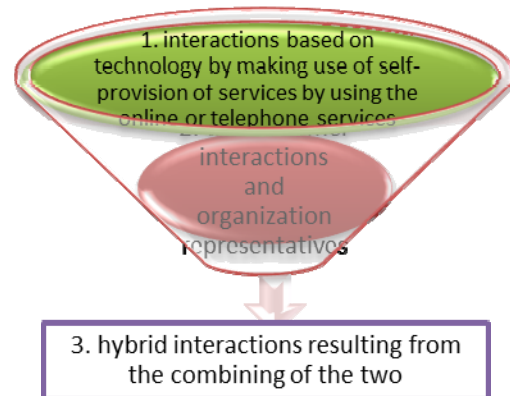 1. interactions based on
technology by making use of self-
provision of services by using the
online or telephone services
2.
interactions
and
organization
representatives
3. hybrid interactions resulting from
the combining of the two